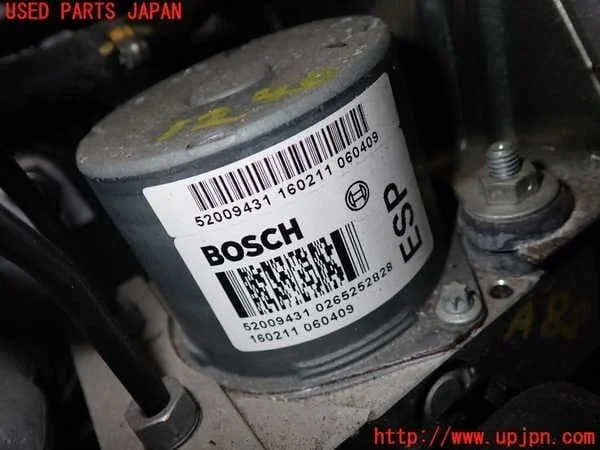 USED PARTS JAPAN
52009431 160211 060409
BOSCH
ESP
52009431 0265252828
160211 060409
http://www.upjpn.com/